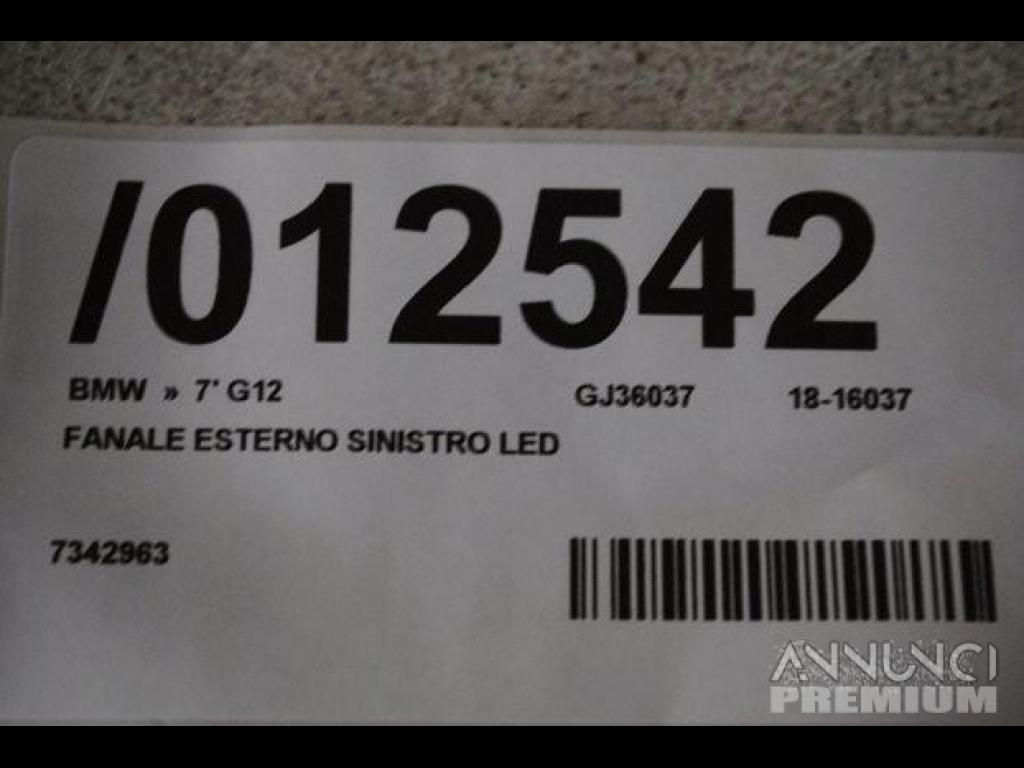 /012542
BMW » 7' G12 GJ36037 18-16037
FANALE ESTERNO SINISTRO LED
7342963
ANNUNCI
PREMIUM